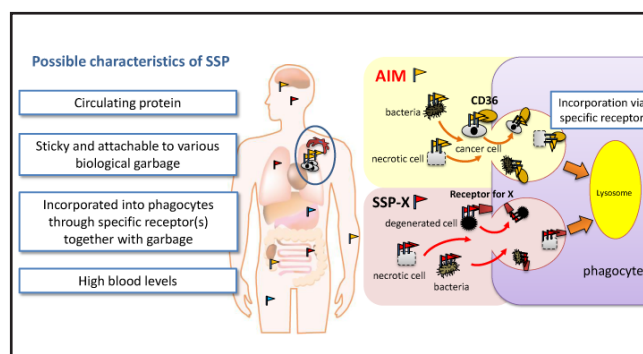 Possible characteristics of SSP
Circulating protein
Sticky and attachable to various
biological garbage
Incorporated into phagocytes
through specific receptor(s)
together with garbage
High blood levels
AIM
bacteria
CD36
cancer cell
necrotic cell
Incorporation via
specific receptor
Lysosome
SSP-X
Receptor for X
degenerated cell
necrotic cell
bacteria
phagocyte